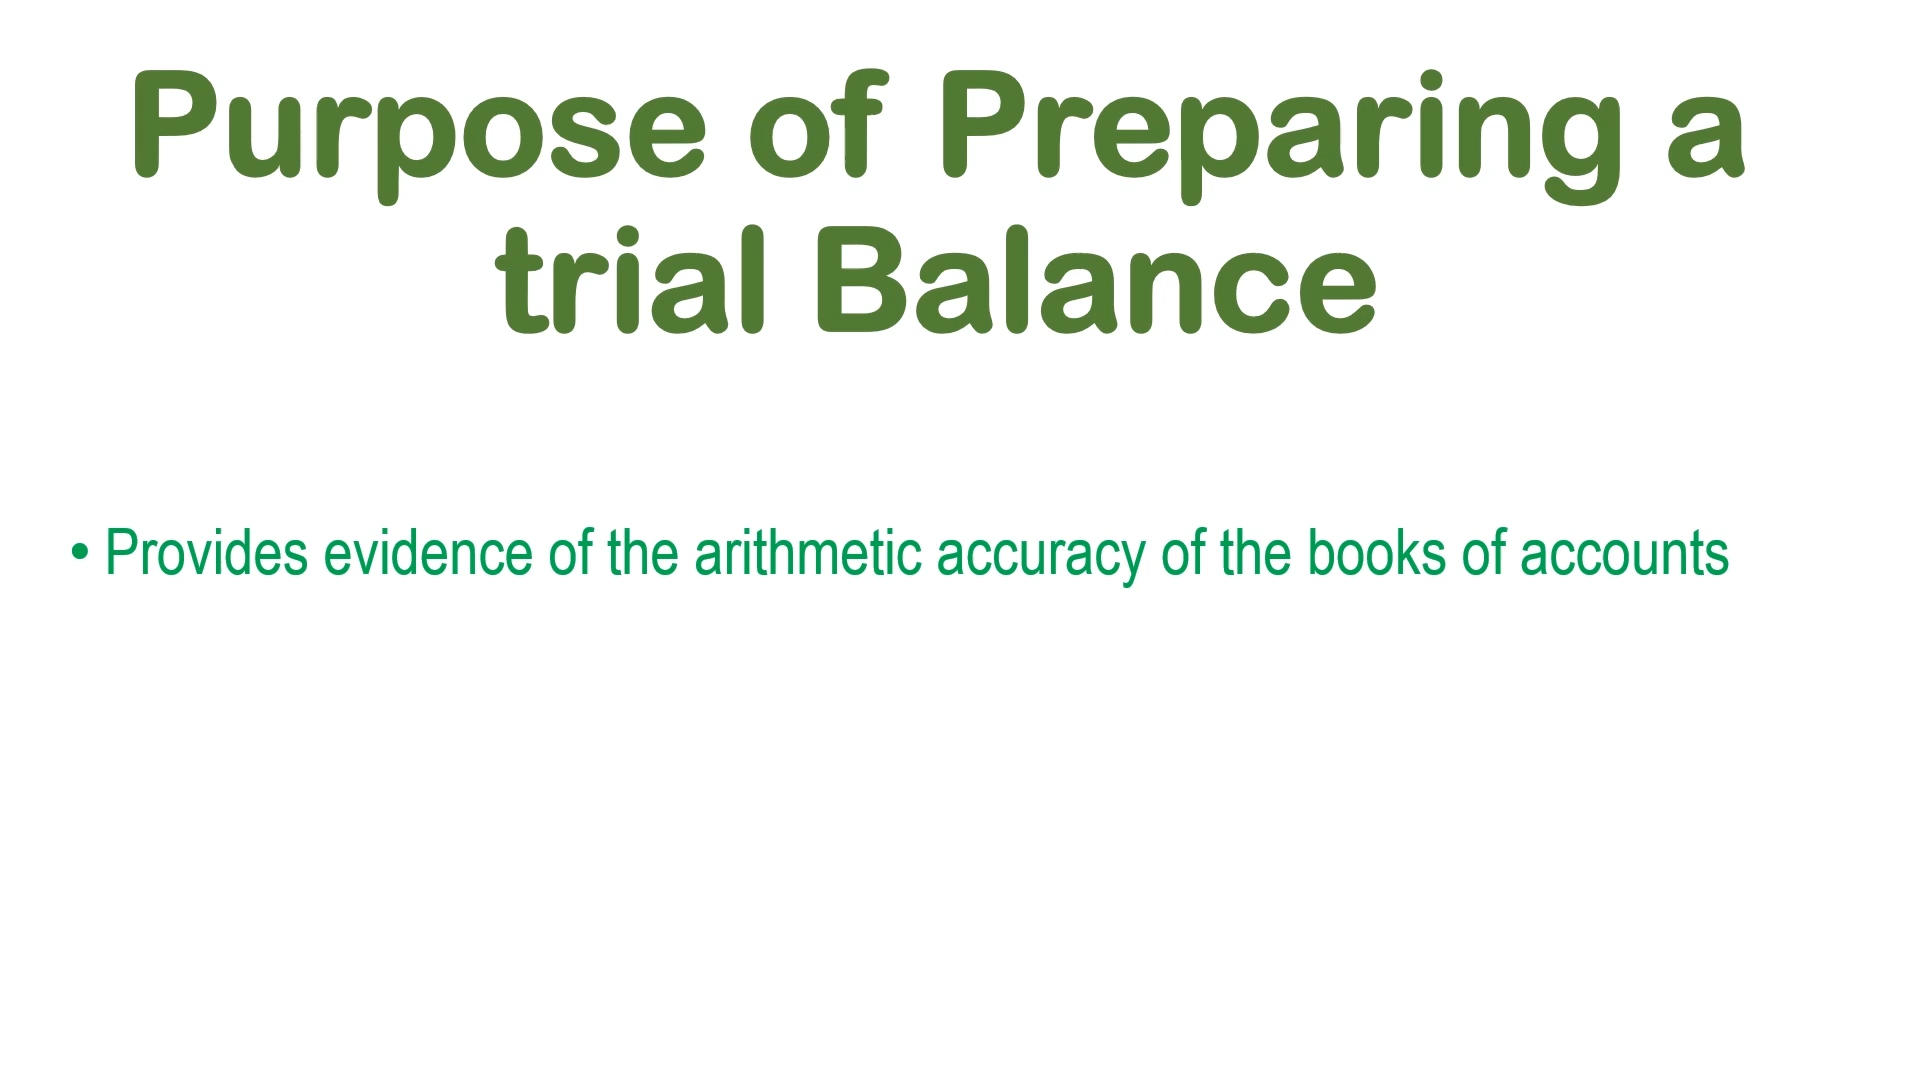 Purpose of Preparing a
trial Balance
• Provides evidence of the arithmetic accuracy of the books of accounts